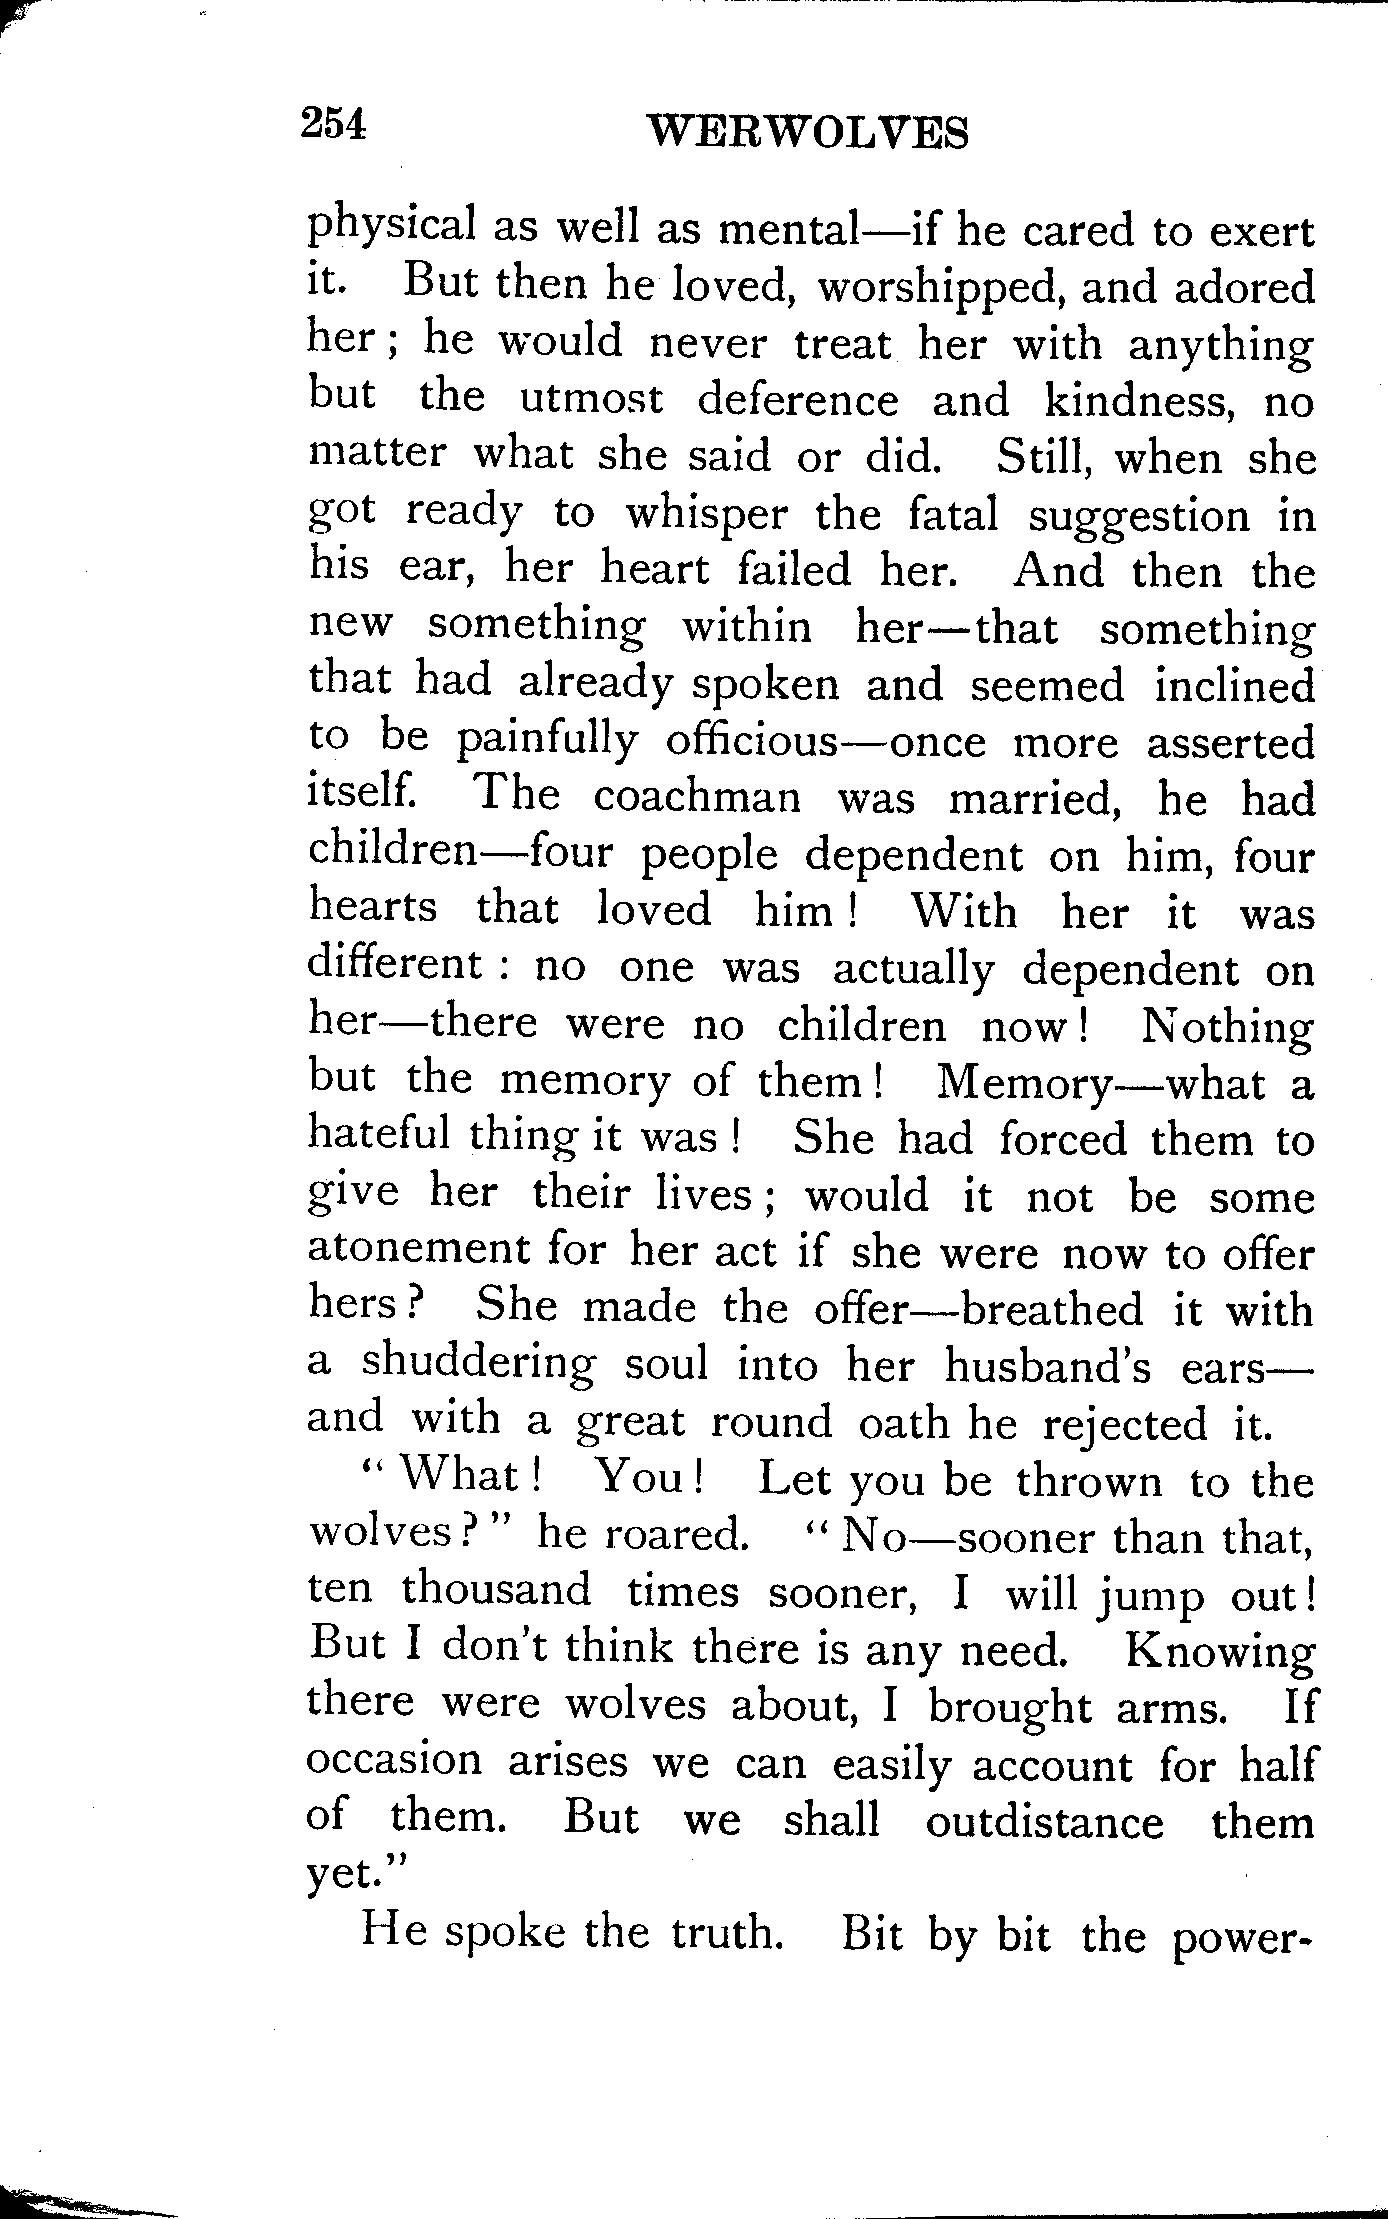 254 WERWOLVES
physical as well as mental—if he cared to exert
it. But then he loved, worshipped, and adored
her ; he would never treat her with anything
but the utmost deference and kindness, no
matter what she said or did. Still, when she
got ready to whisper the fatal suggestion in
his ear, her heart failed her. And then the
new something within her—that something
that had already spoken and seemed inclined
to be painfully officious—once more asserted
itself. The coachman was married, he had
children—four people dependent on him, four
hearts that loved him ! With her it was
different : no one was actually dependent on
her—there were no children now ! Nothing
but the memory of them ! Memory—what a
hateful thing it was ! She had forced them to
give her their lives ; would it not be some
atonement for her act if she were now to offer
hers ? She made the offer—breathed it with
a shuddering soul into her husband's ears—
and with a great round oath he rejected it.
“ What ! You ! Let you be thrown to the
wolves ? ” he roared. “ No—sooner than that,
ten thousand times sooner, I will jump out !
But I don't think there is any need. Knowing
there were wolves about, I brought arms. If
occasion arises we can easily account for half
of them. But we shall outdistance them
yet.”
He spoke the truth. Bit by bit the power-